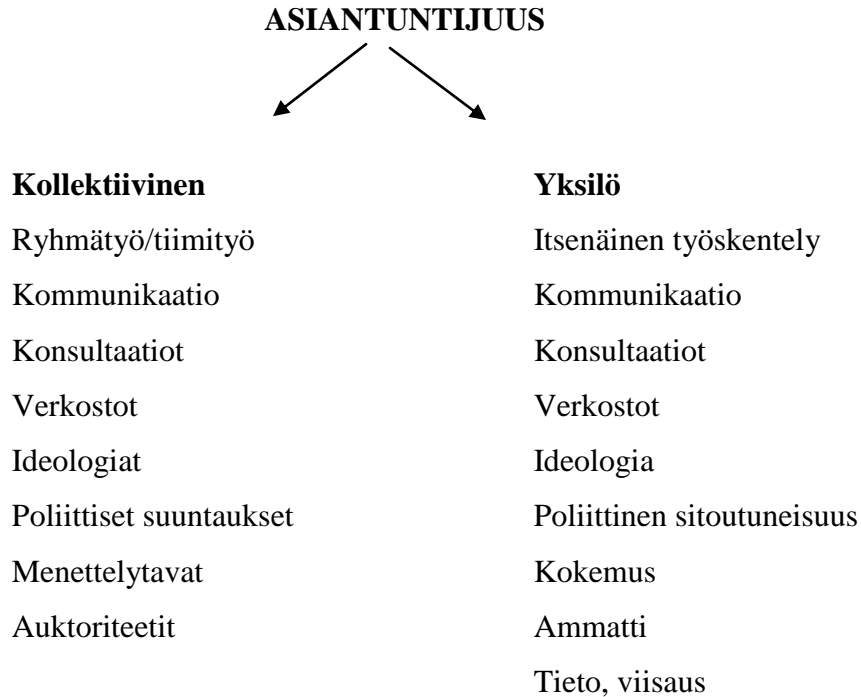 ASIANTUNTIJUUS
Kollektiivinen
Ryhmätyö/tiimityö
Kommunikaatio
Konsultaatiot
Verkostot
Ideologiat
Poliittiset suuntaukset
Menettelytavat
Auktoriteetit
Yksilö
Itsenäinen työskentely
Kommunikaatio
Konsultaatiot
Verkostot
Ideologia
Poliittinen sitoutuneisuus
Kokemus
Ammatti
Tieto, viisaus